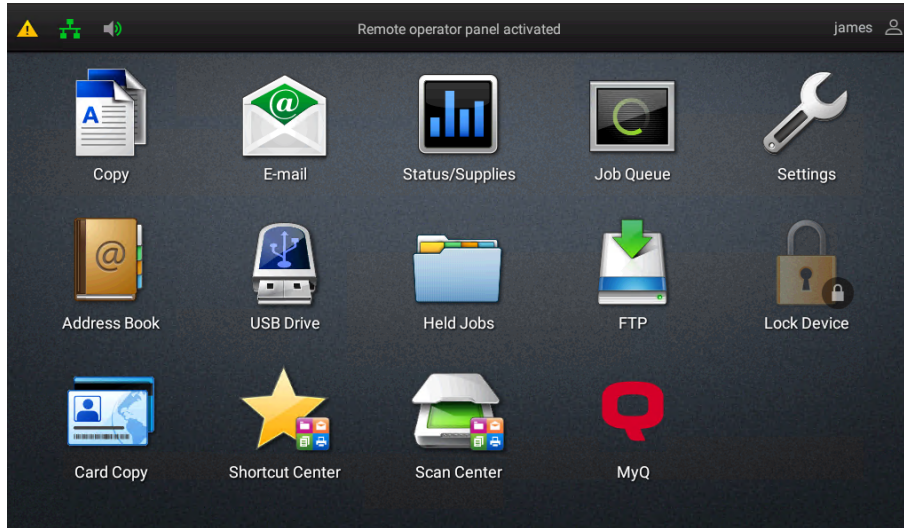 Remote operator panel activated
james
A
@
Copy
E-mail
Status/Supplies
Job Queue
Settings
@
Address Book
USB Drive
Held Jobs
FTP
Lock Device
Card Copy
Shortcut Center
Scan Center
MyQ